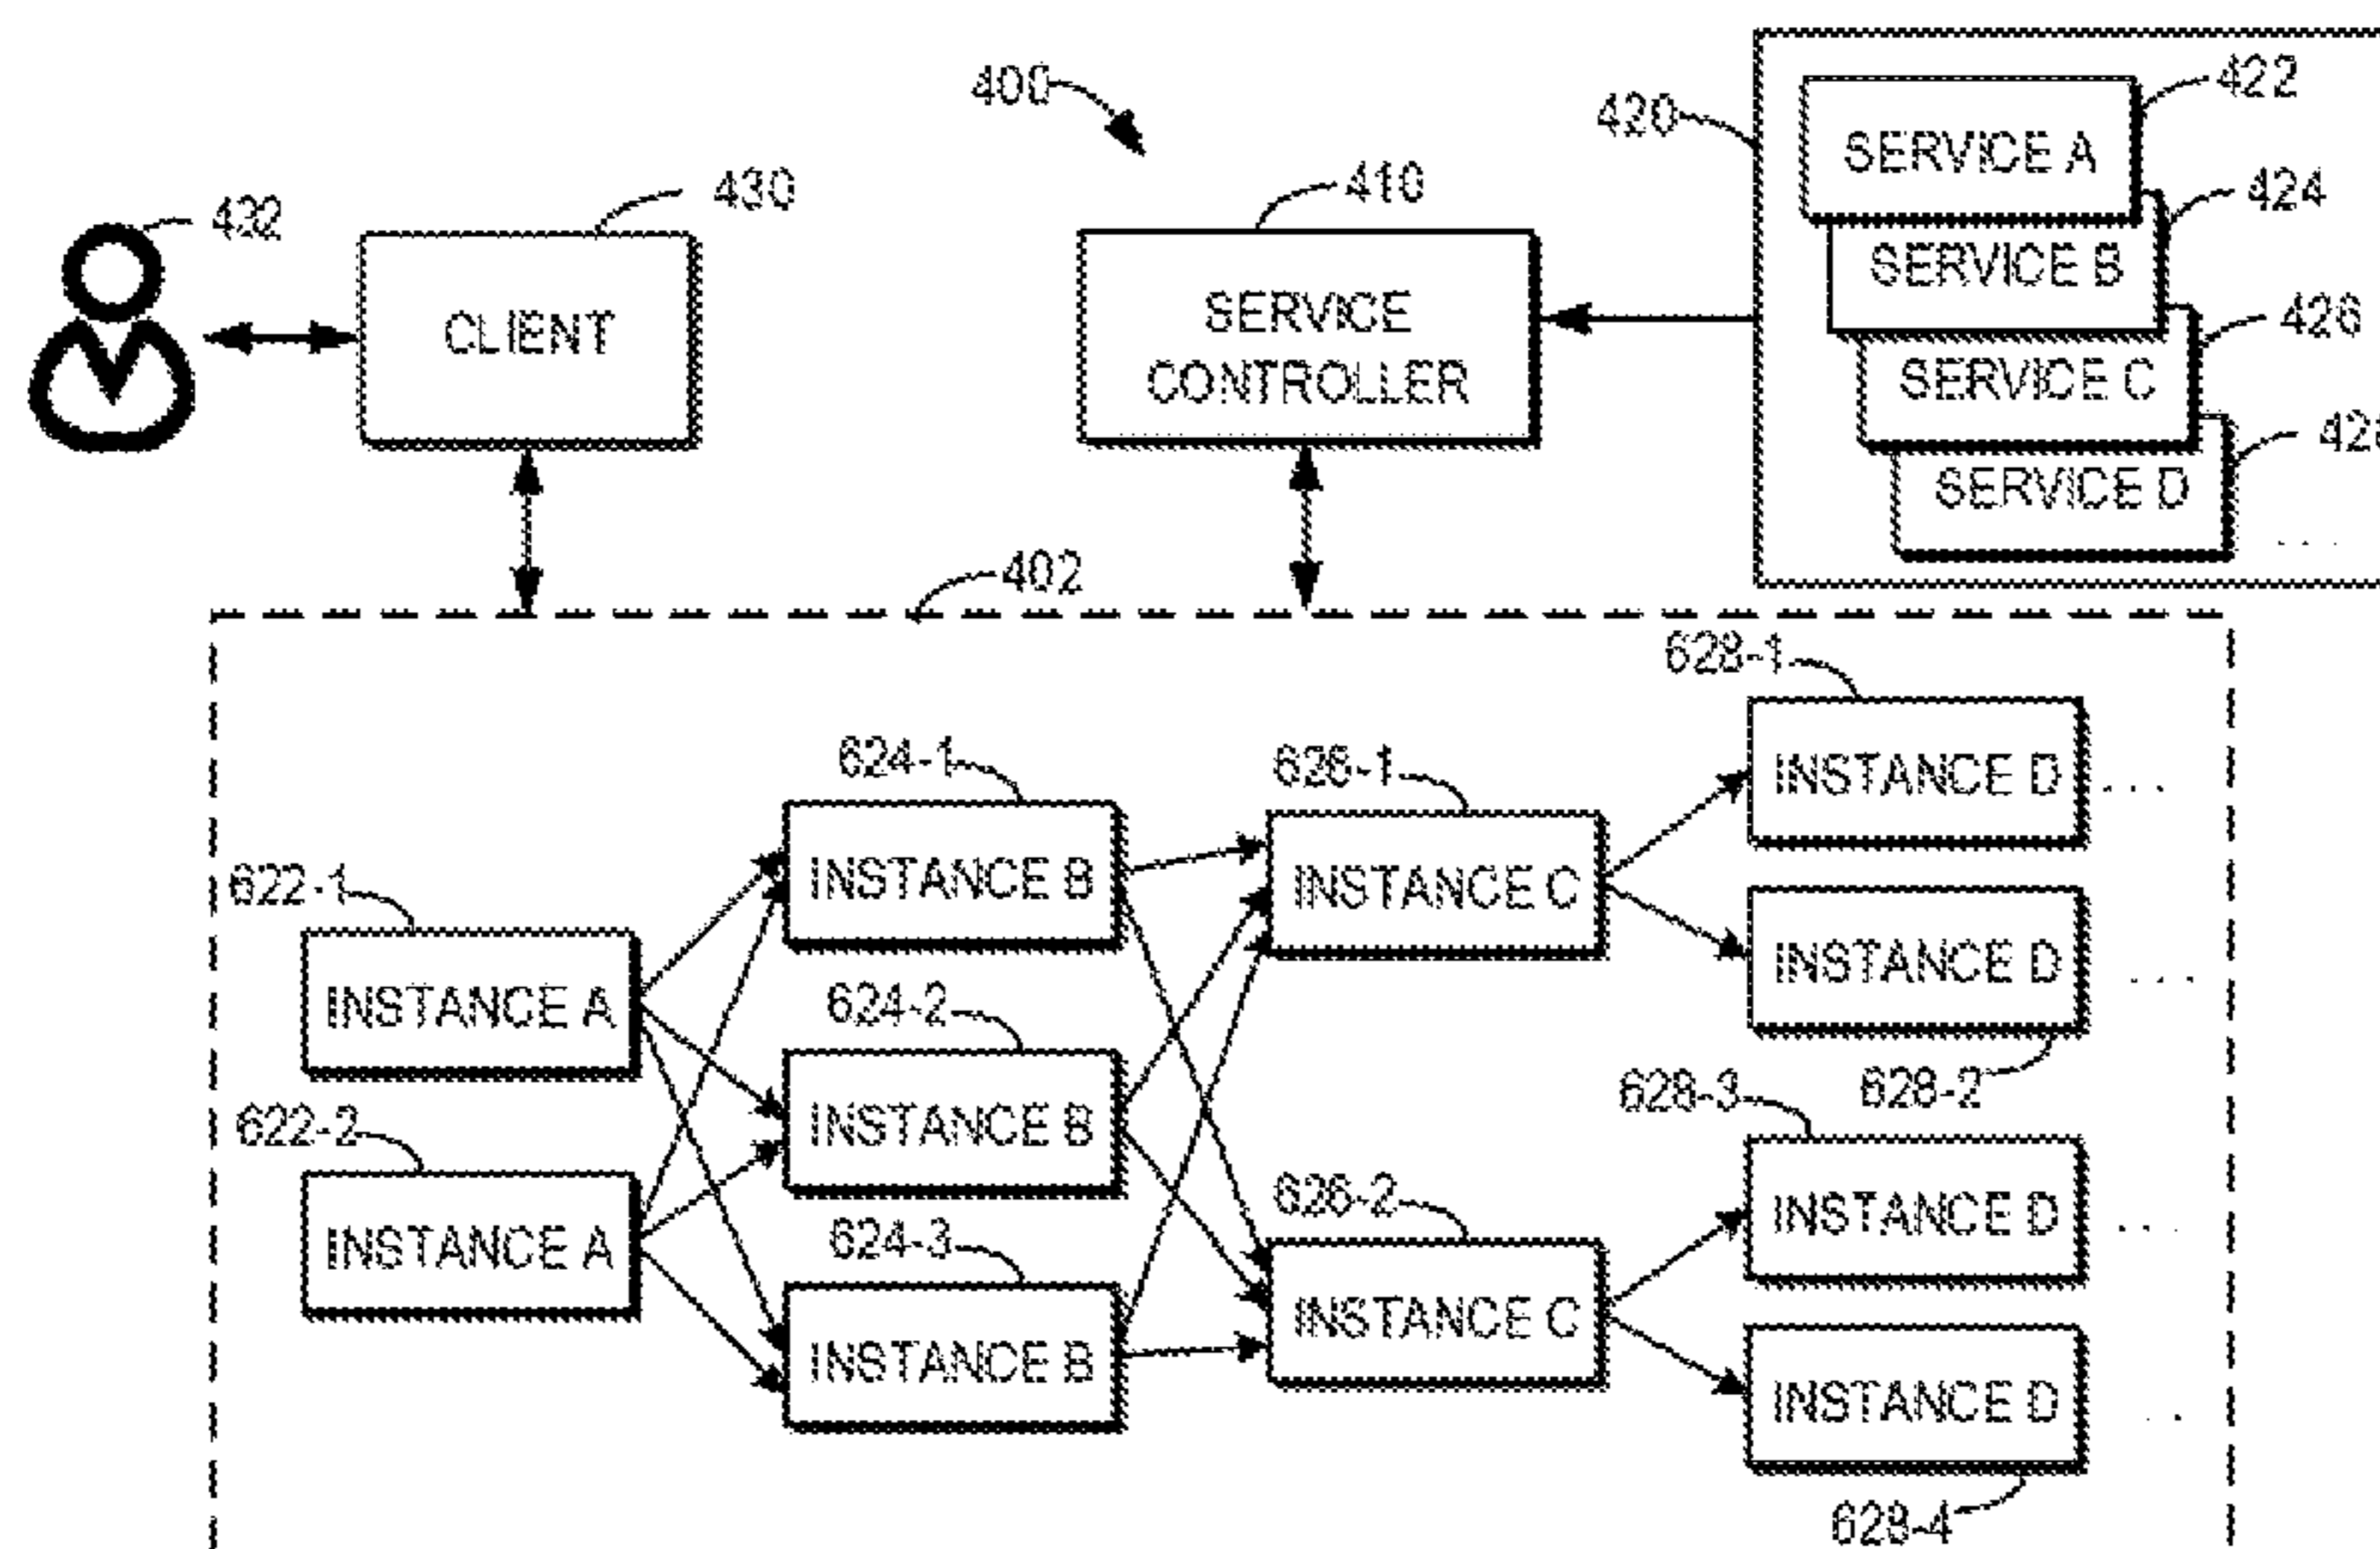 400
420
422
SERVICE A
424
SERVICE B
426
SERVICE C
SERVICE D
...
432
430
CLIENT
410
SERVICE
CONTROLLER
402
628-1
INSTANCE D ...
624-1
INSTANCE B
626-1
INSTANCE C
622-1
INSTANCE A
INSTANCE D ...
628-2
624-2
INSTANCE B
622-2
INSTANCE A
628-3
INSTANCE D ...
626-2
INSTANCE C
624-3
INSTANCE B
INSTANCE D ...
628-4